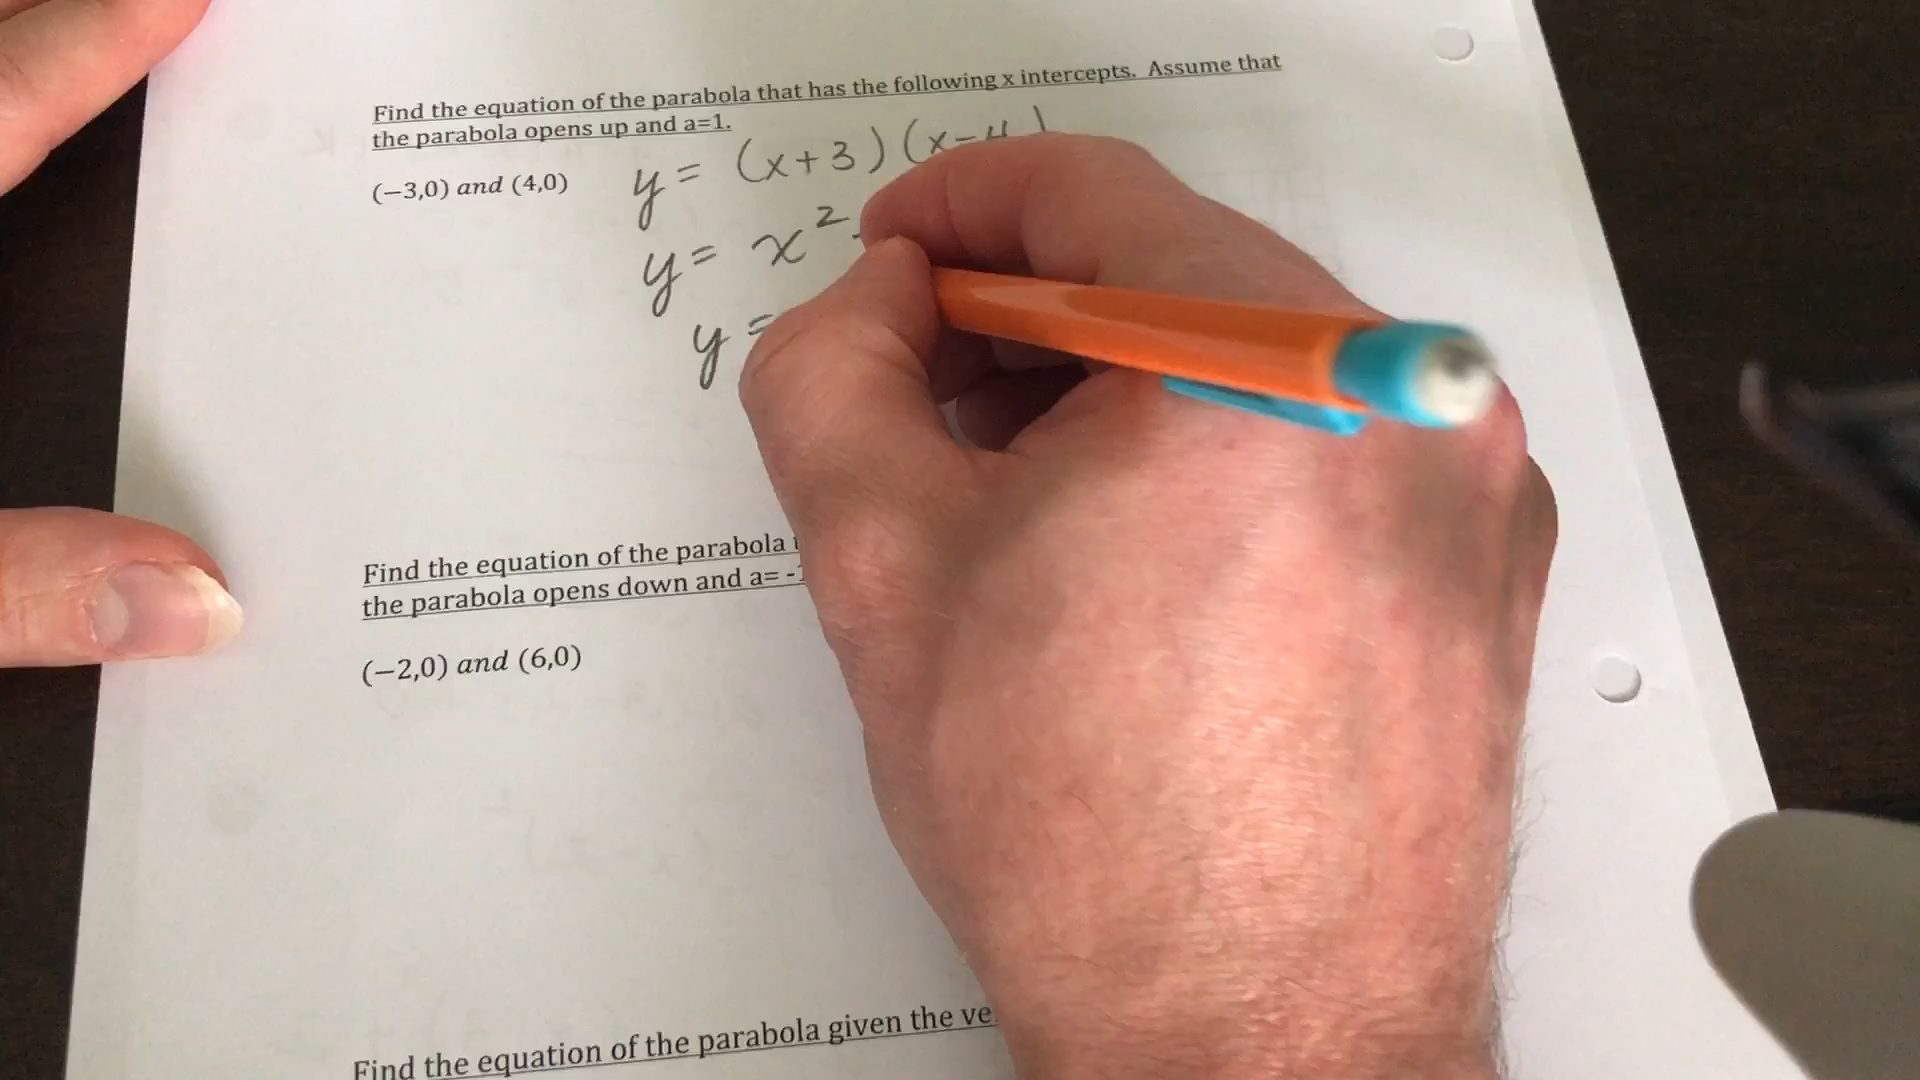 Find the equation of the parabola that has the following x intercepts. Assume that
the parabola opens up and a=1.
(−3,0) and (4,0)
y = (x+3)(x-4)
y = x²
y =
Find the equation of the parabola
the parabola opens down and a= -
(−2,0) and (6,0)
Find the equation of the parabola given the